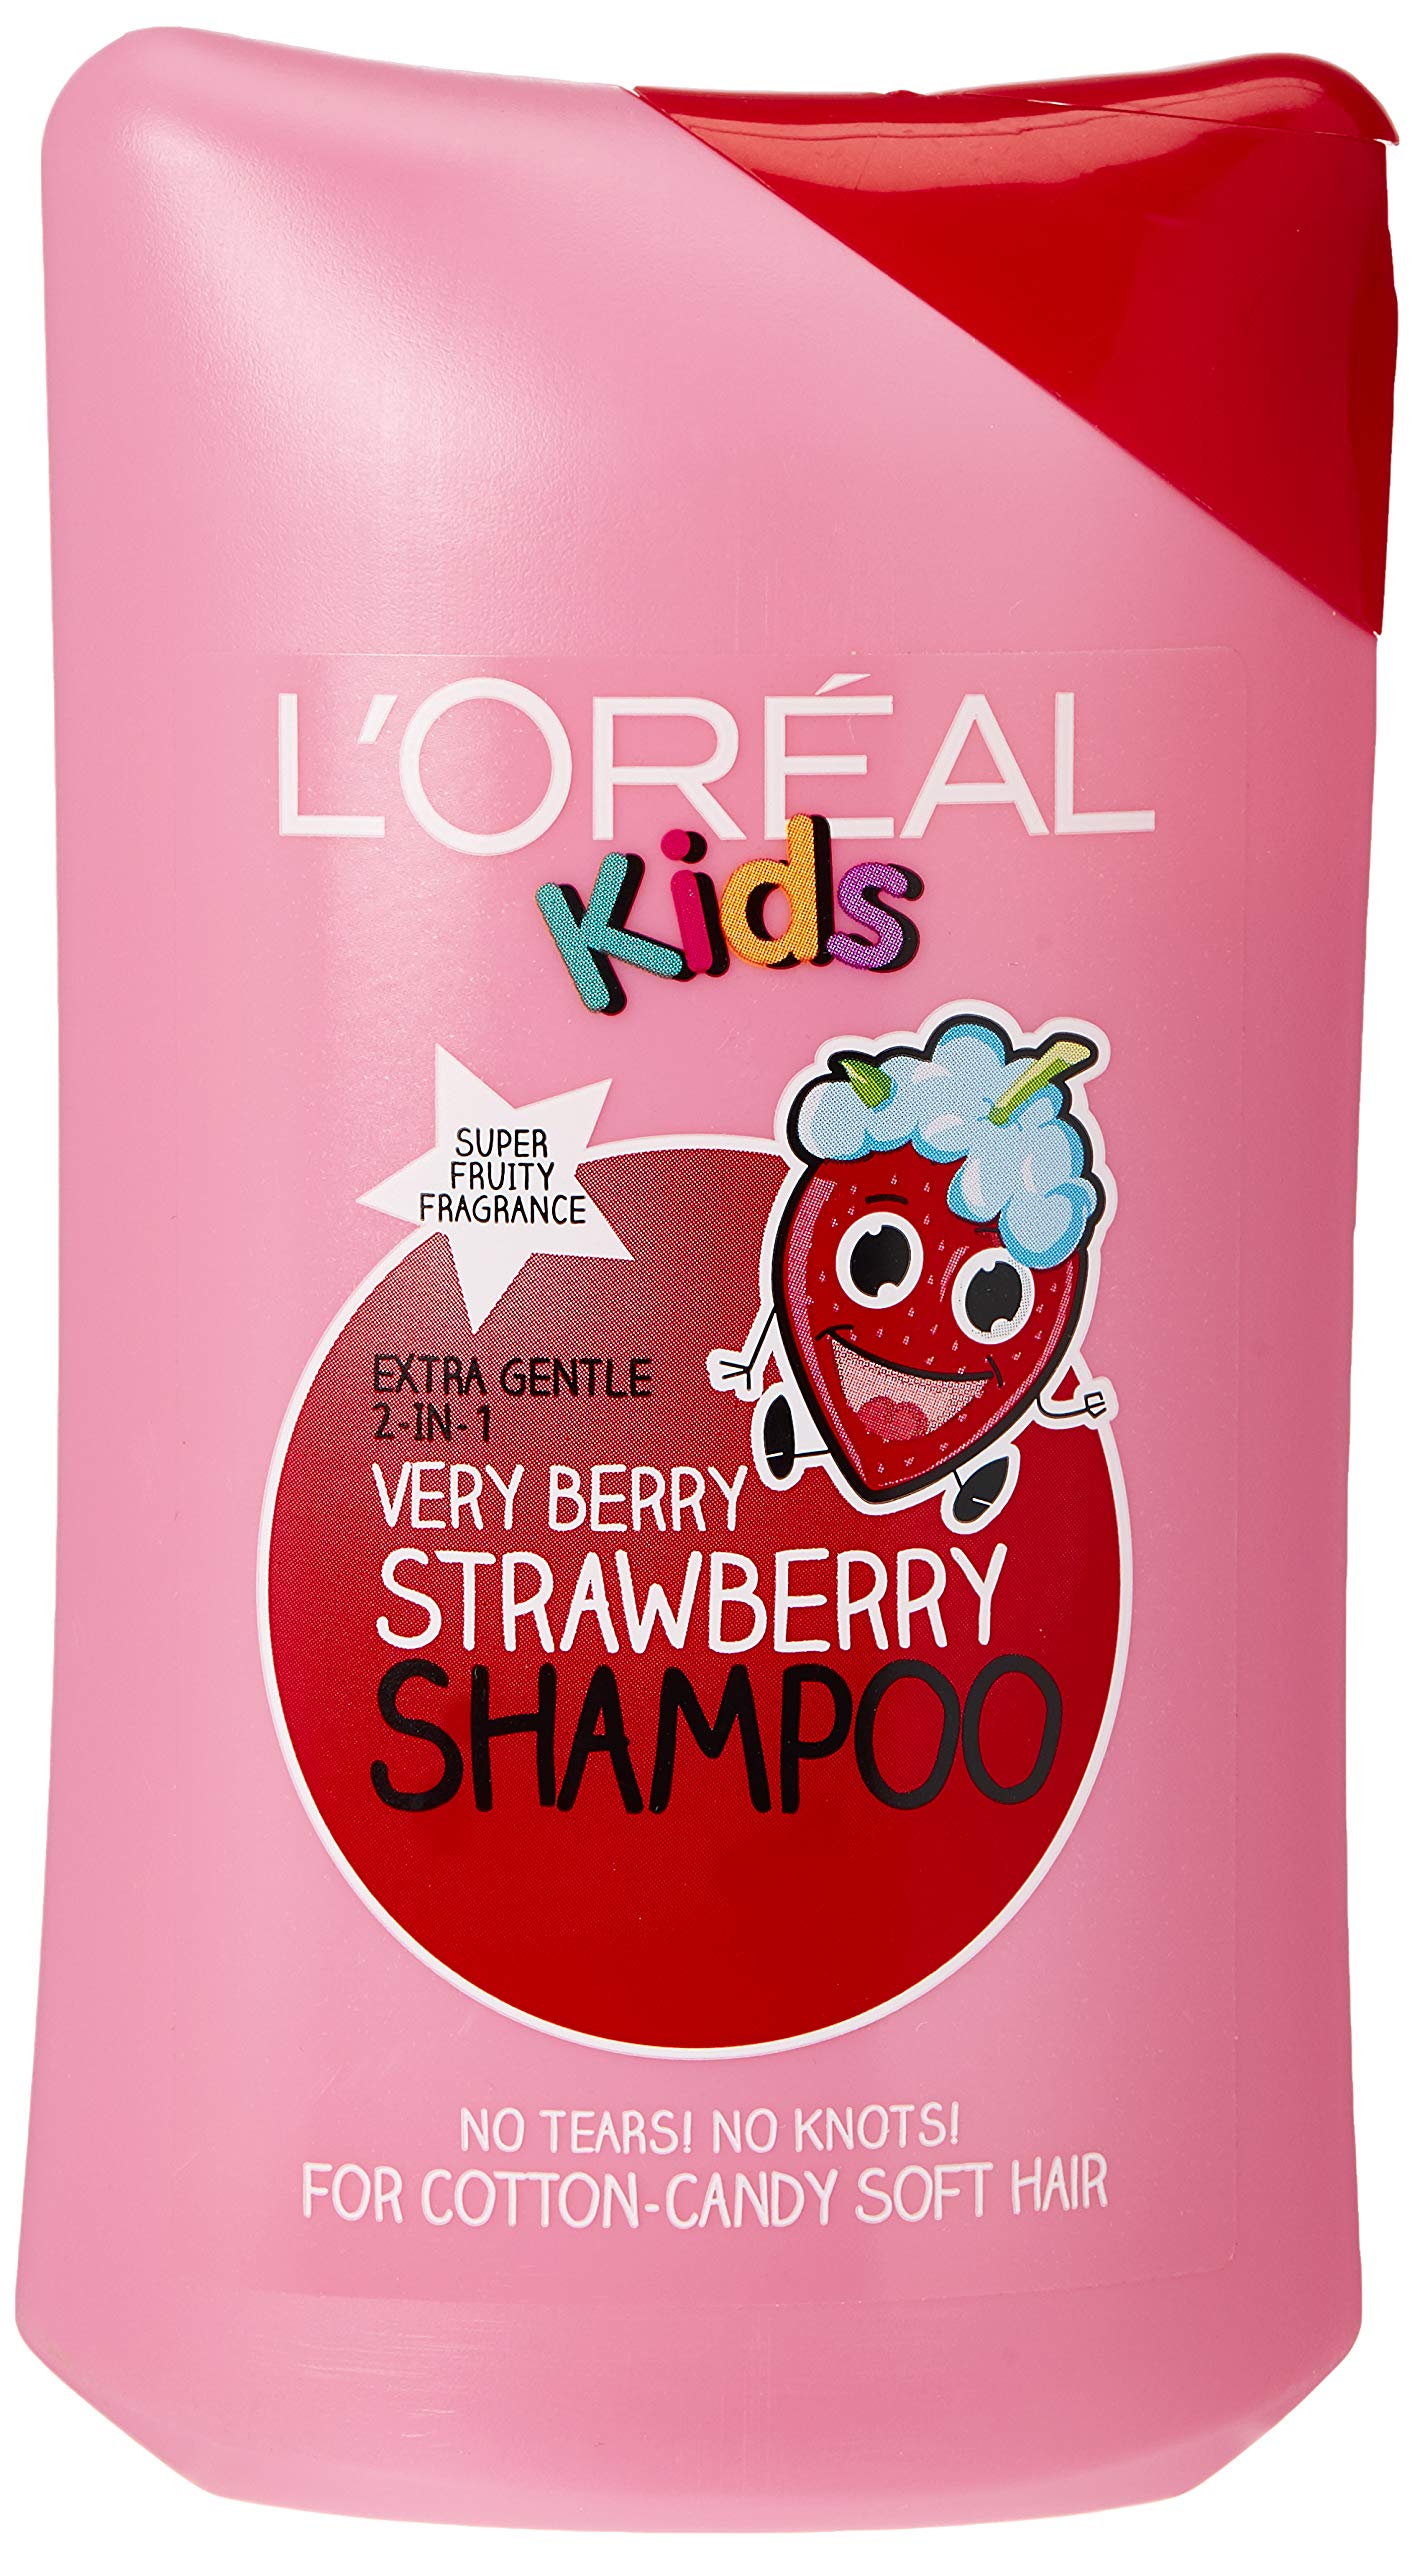 L'ORÉAL
Kids
SUPER
FRUITY
FRAGRANCE
EXTRA GENTLE
2-IN-1
VERY BERRY
STRAWBERRY
SHAMPOO
NO TEARS! NO KNOTS!
FOR COTTON-CANDY SOFT HAIR